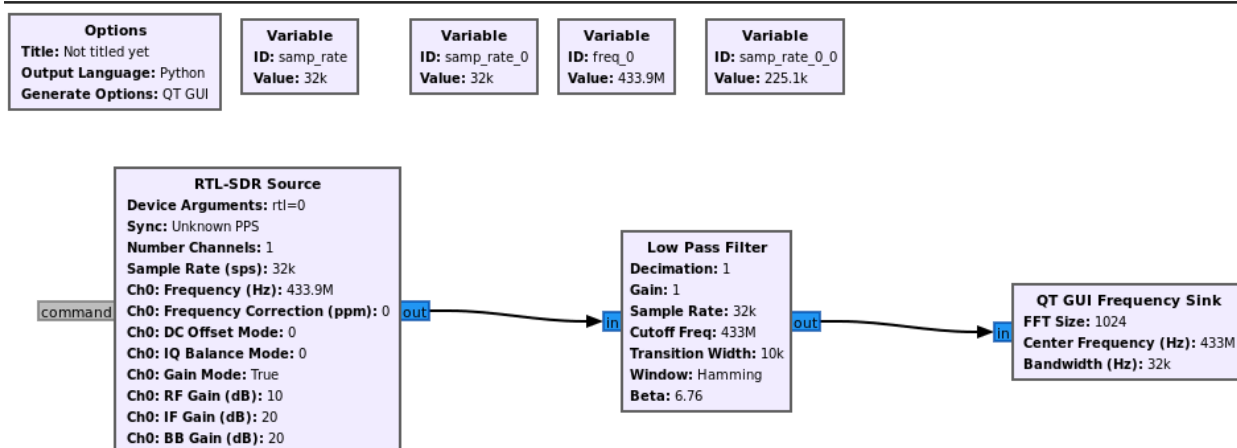 Options
Title: Not titled yet
Output Language: Python
Generate Options: QT GUI
Variable
ID: samp_rate
Value: 32k
Variable
ID: samp_rate_0
Value: 32k
Variable
ID: freq_0
Value: 433.9M
Variable
ID: samp_rate_0_0
Value: 225.1k
RTL-SDR Source
Device Arguments: rtl=0
Sync: Unknown PPS
Number Channels: 1
Sample Rate (sps): 32k
Ch0: Frequency (Hz): 433.9M
Ch0: Frequency Correction (ppm): 0
Ch0: DC Offset Mode: 0
Ch0: IQ Balance Mode: 0
Ch0: Gain Mode: True
Ch0: RF Gain (dB): 10
Ch0: IF Gain (dB): 20
Ch0: BB Gain (dB): 20
command
out
Low Pass Filter
Decimation: 1
Gain: 1
Sample Rate: 32k
Cutoff Freq: 433M
Transition Width: 10k
Window: Hamming
Beta: 6.76
in
out
QT GUI Frequency Sink
FFT Size: 1024
Center Frequency (Hz): 433M
Bandwidth (Hz): 32k
in